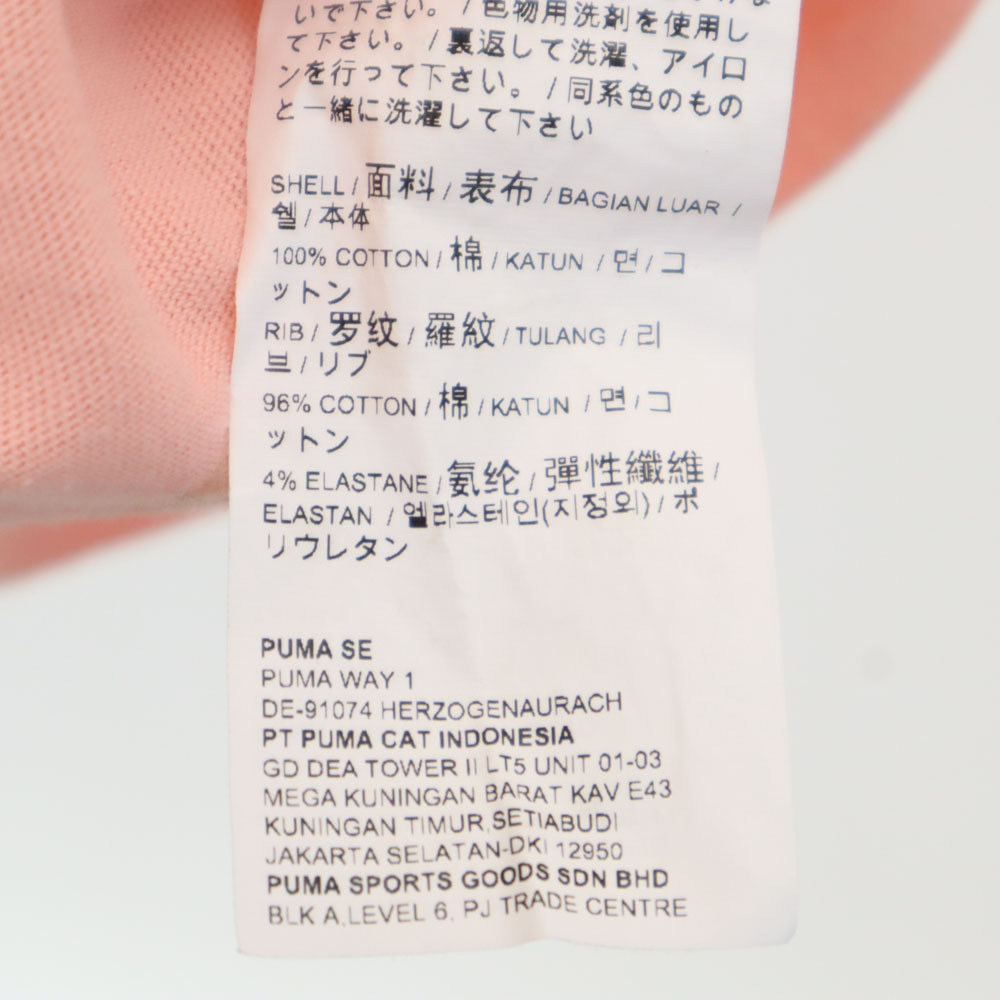 いで下さい。/色物用洗剤を使用し
て下さい。/裏返して洗濯、アイロ
ンを行って下さい。/同系色のもの
と一緒に洗濯して下さい
SHELL/面料/表布/BAGIAN LUAR /
쉘/本体
100% COTTON/棉/KATUN /면/コ
ットン
RIB/罗纹/羅紋/TULANG /리
브/リブ
96% COTTON/棉/KATUN /면/コ
ットン
4% ELASTANE/氨纶/彈性纖維/
ELASTAN /엘라스테인(지정외)/ポ
リウレタン
PUMA SE
PUMA WAY 1
DE-91074 HERZOGENAURACH
PT PUMA CAT INDONESIA
GD DEA TOWER II LT5 UNIT 01-03
MEGA KUNINGAN BARAT KAV E43
KUNINGAN TIMUR,SETIABUDI
JAKARTA SELATAN-DKI 12950
PUMA SPORTS GOODS SDN BHD
BLK A,LEVEL 6, PJ TRADE CENTRE